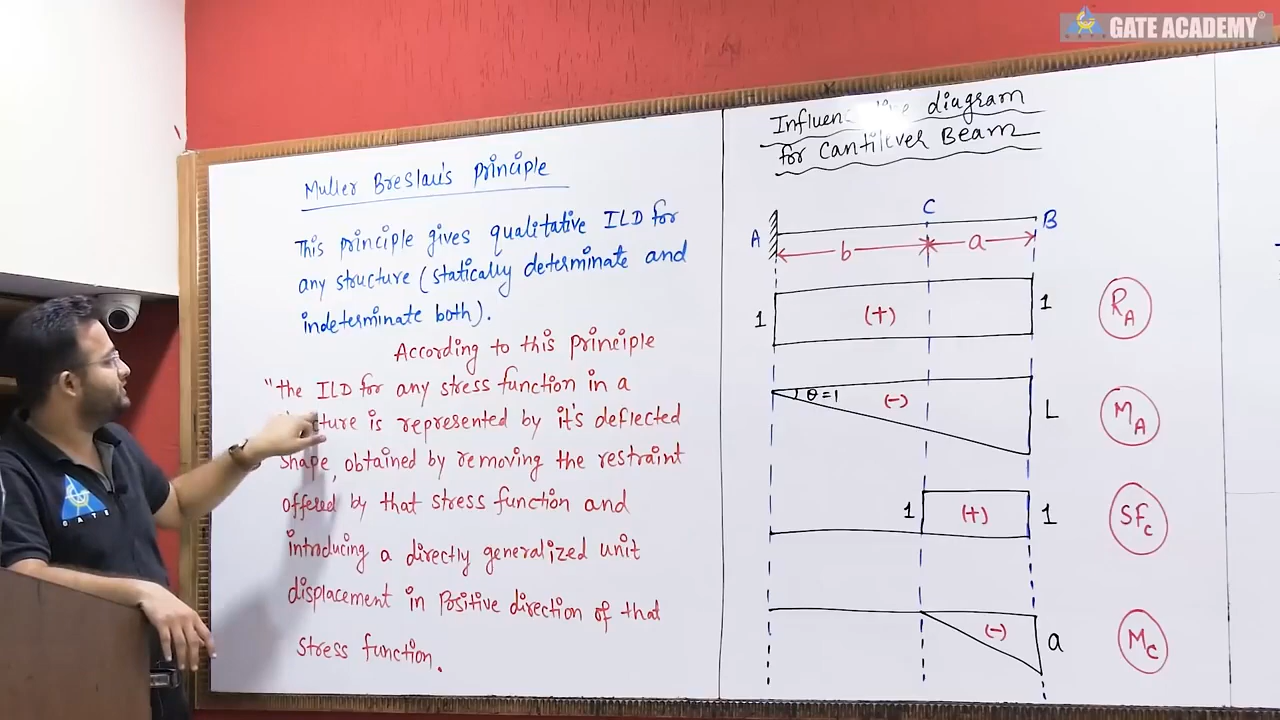 GATE ACADEMY®
Muller Breslau's Principle
This principle gives qualitative ILD for
any structure (statically determinate and
indeterminate both).
According to this principle
"the ILD for any stress function in a
is represented by it's deflected
shape, obtained by removing the restraint
offered by that stress function and
introducing a directly generalized unit
displacement in Positive direction of that
stress function.
diagram
for Cantilever Beam
A C B
b a
1 (+) 1 RA
θ=1 (-) L MA
1 (+) 1 SFc
(-) a Mc
GATE